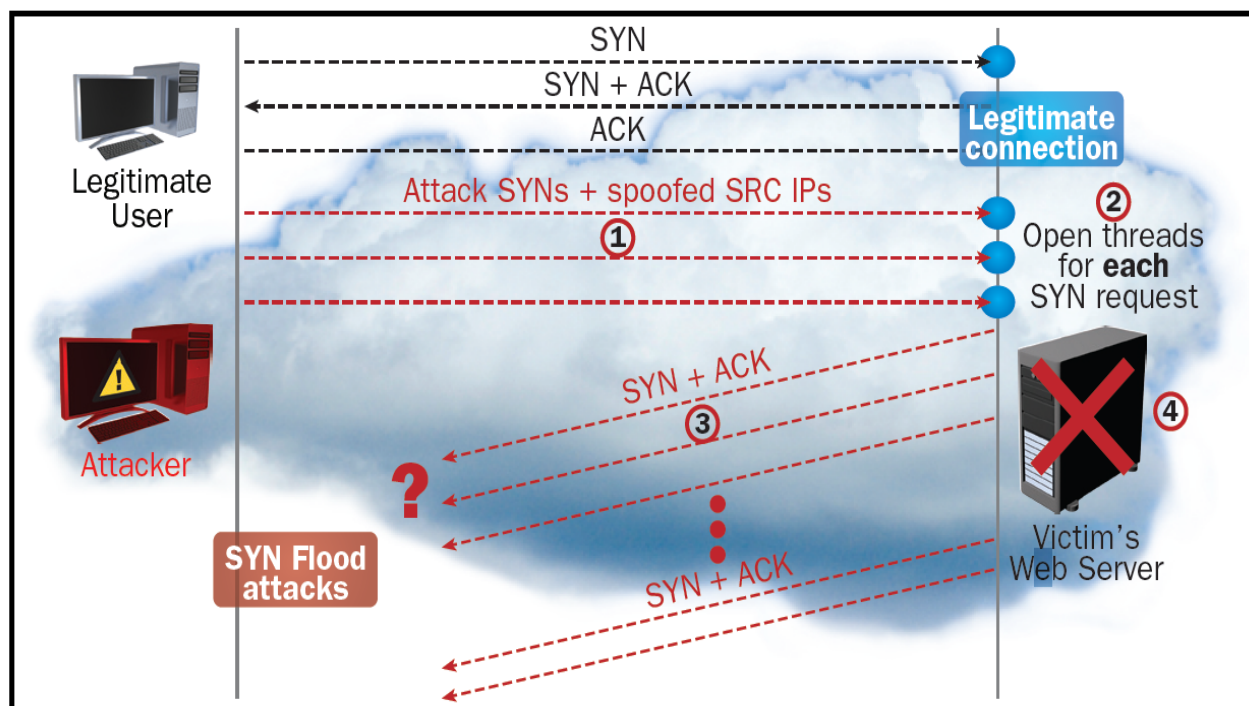 SYN
SYN + ACK
ACK
Legitimate
connection
Legitimate
User
Attack SYNs + spoofed SRC IPs
1
2
Open threads
for each
SYN request
Attacker
SYN + ACK
3
4
?
SYN Flood
attacks
SYN + ACK
Victim's
Web Server